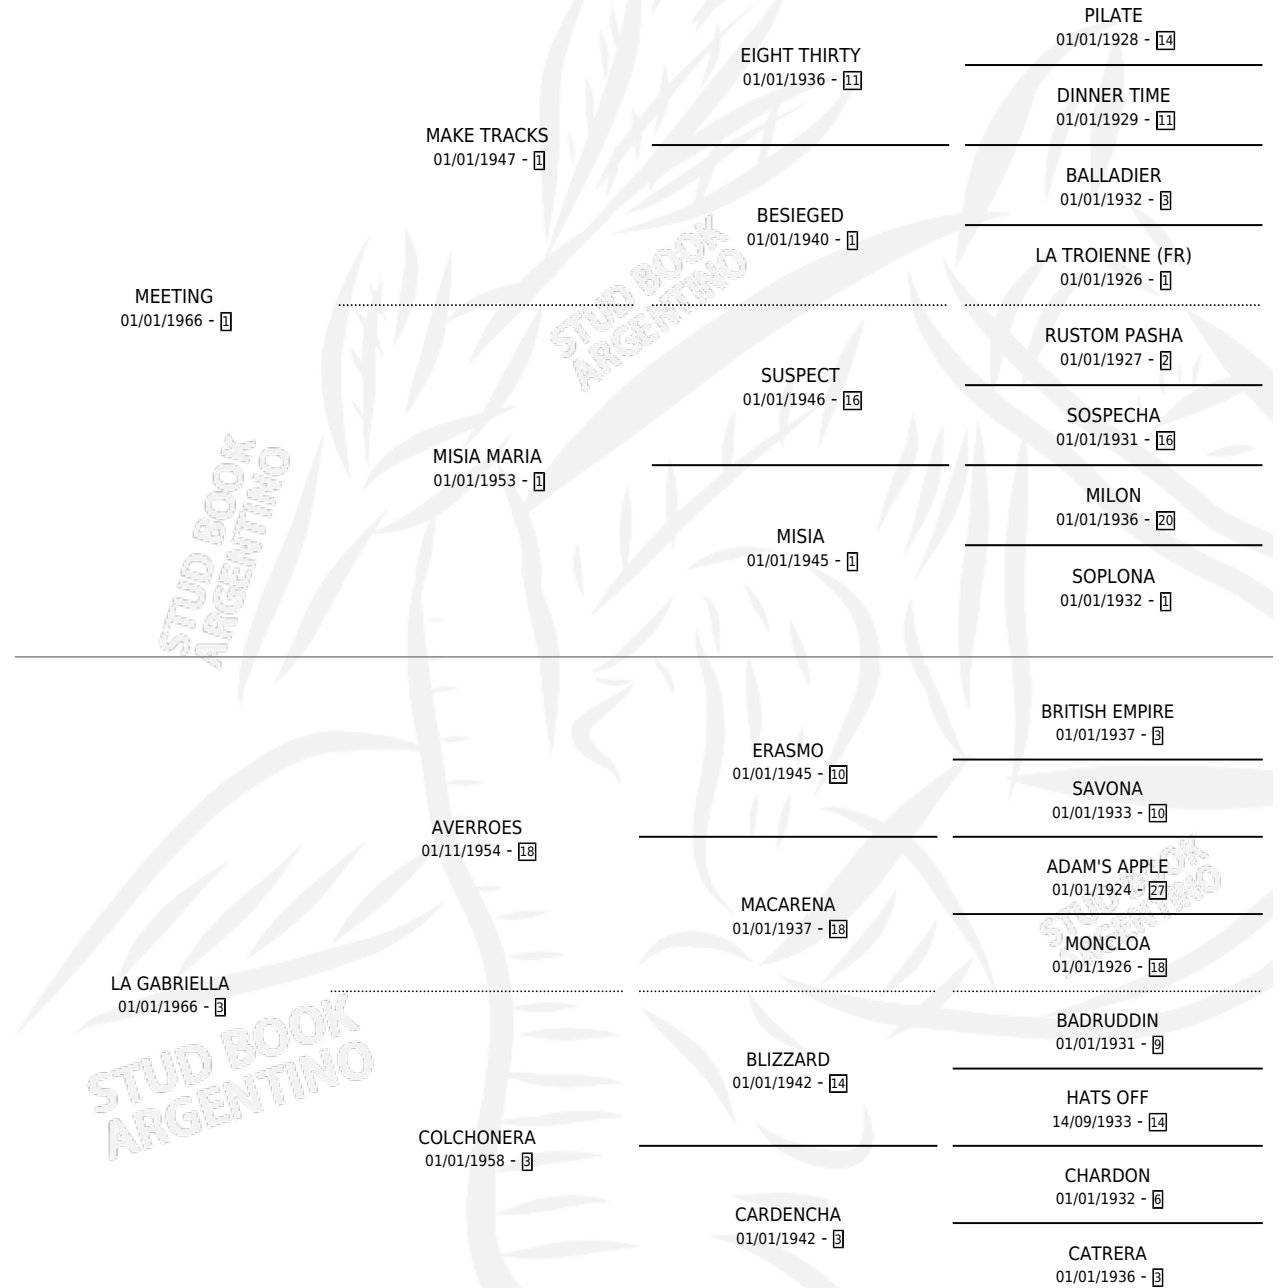 PILATE
01/01/1928 - 14
EIGHT THIRTY
01/01/1936 - 11
DINNER TIME
01/01/1929 - 11
MAKE TRACKS
01/01/1947 - 1
BALLADIER
01/01/1932 - 3
BESIEGED
01/01/1940 - 1
LA TROIENNE (FR)
01/01/1926 - 1
MEETING
01/01/1966 - 1
STUD BOOK
ARGENTINO
RUSTOM PASHA
01/01/1927 - 2
SUSPECT
01/01/1946 - 16
SOSPECHA
01/01/1931 - 16
MISIA MARIA
01/01/1953 - 1
MILON
01/01/1936 - 20
MISIA
01/01/1945 - 1
SOPLONA
01/01/1932 - 1
STUD BOOK
ARGENTINO
BRITISH EMPIRE
01/01/1937 - 3
ERASMO
01/01/1945 - 10
SAVONA
01/01/1933 - 10
AVERROES
01/11/1954 - 18
ADAM'S APPLE
01/01/1924 - 27
STUD BOOK
ARGENTINO
MACARENA
01/01/1937 - 18
MONCLOA
01/01/1926 - 18
LA GABRIELLA
01/01/1966 - 3
BADRUDDIN
01/01/1931 - 9
BLIZZARD
01/01/1942 - 14
HATS OFF
14/09/1933 - 14
STUD BOOK
ARGENTINO
COLCHONERA
01/01/1958 - 3
CHARDON
01/01/1932 - 6
CARDENCHA
01/01/1942 - 3
CATRERA
01/01/1936 - 3